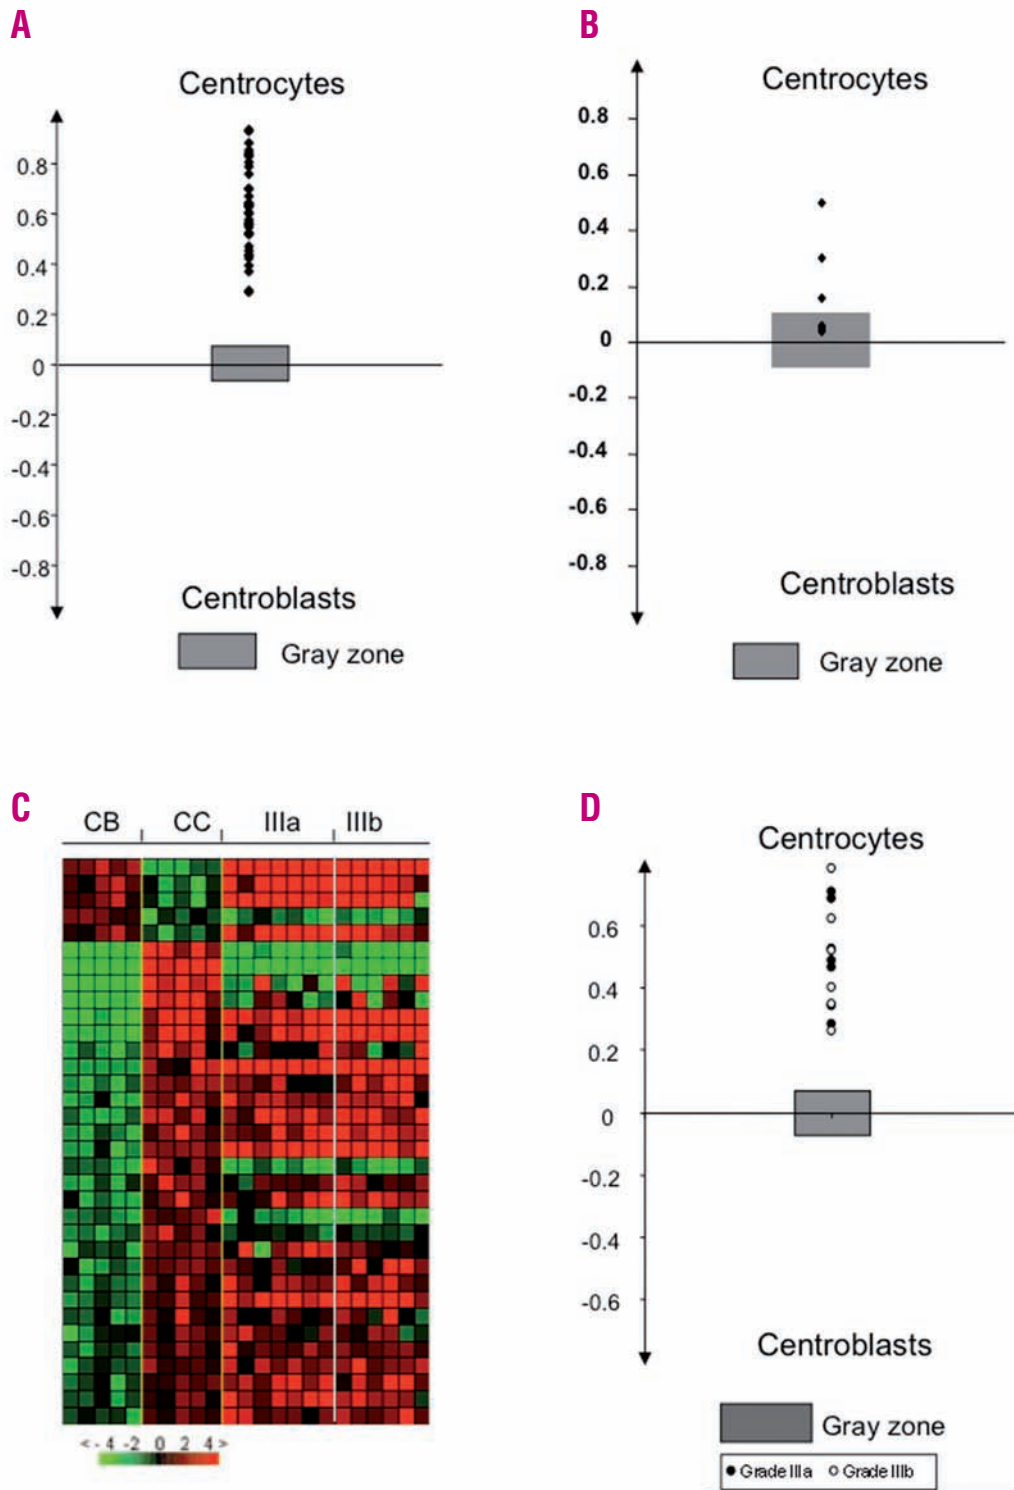 A
Centrocytes
0.8
0.6
0.4
0.2
0
-0.2
-0.4
-0.6
-0.8
Centroblasts
Gray zone
B
Centrocytes
0.8
0.6
0.4
0.2
0
-0.2
-0.4
-0.6
-0.8
Centroblasts
Gray zone
C
CB CC IIIa IIIb
<- 4 -2 0 2 4 >
D
Centrocytes
0.6
0.4
0.2
0
-0.2
-0.4
-0.6
Centroblasts
Gray zone
Grade IIIa Grade IIIb